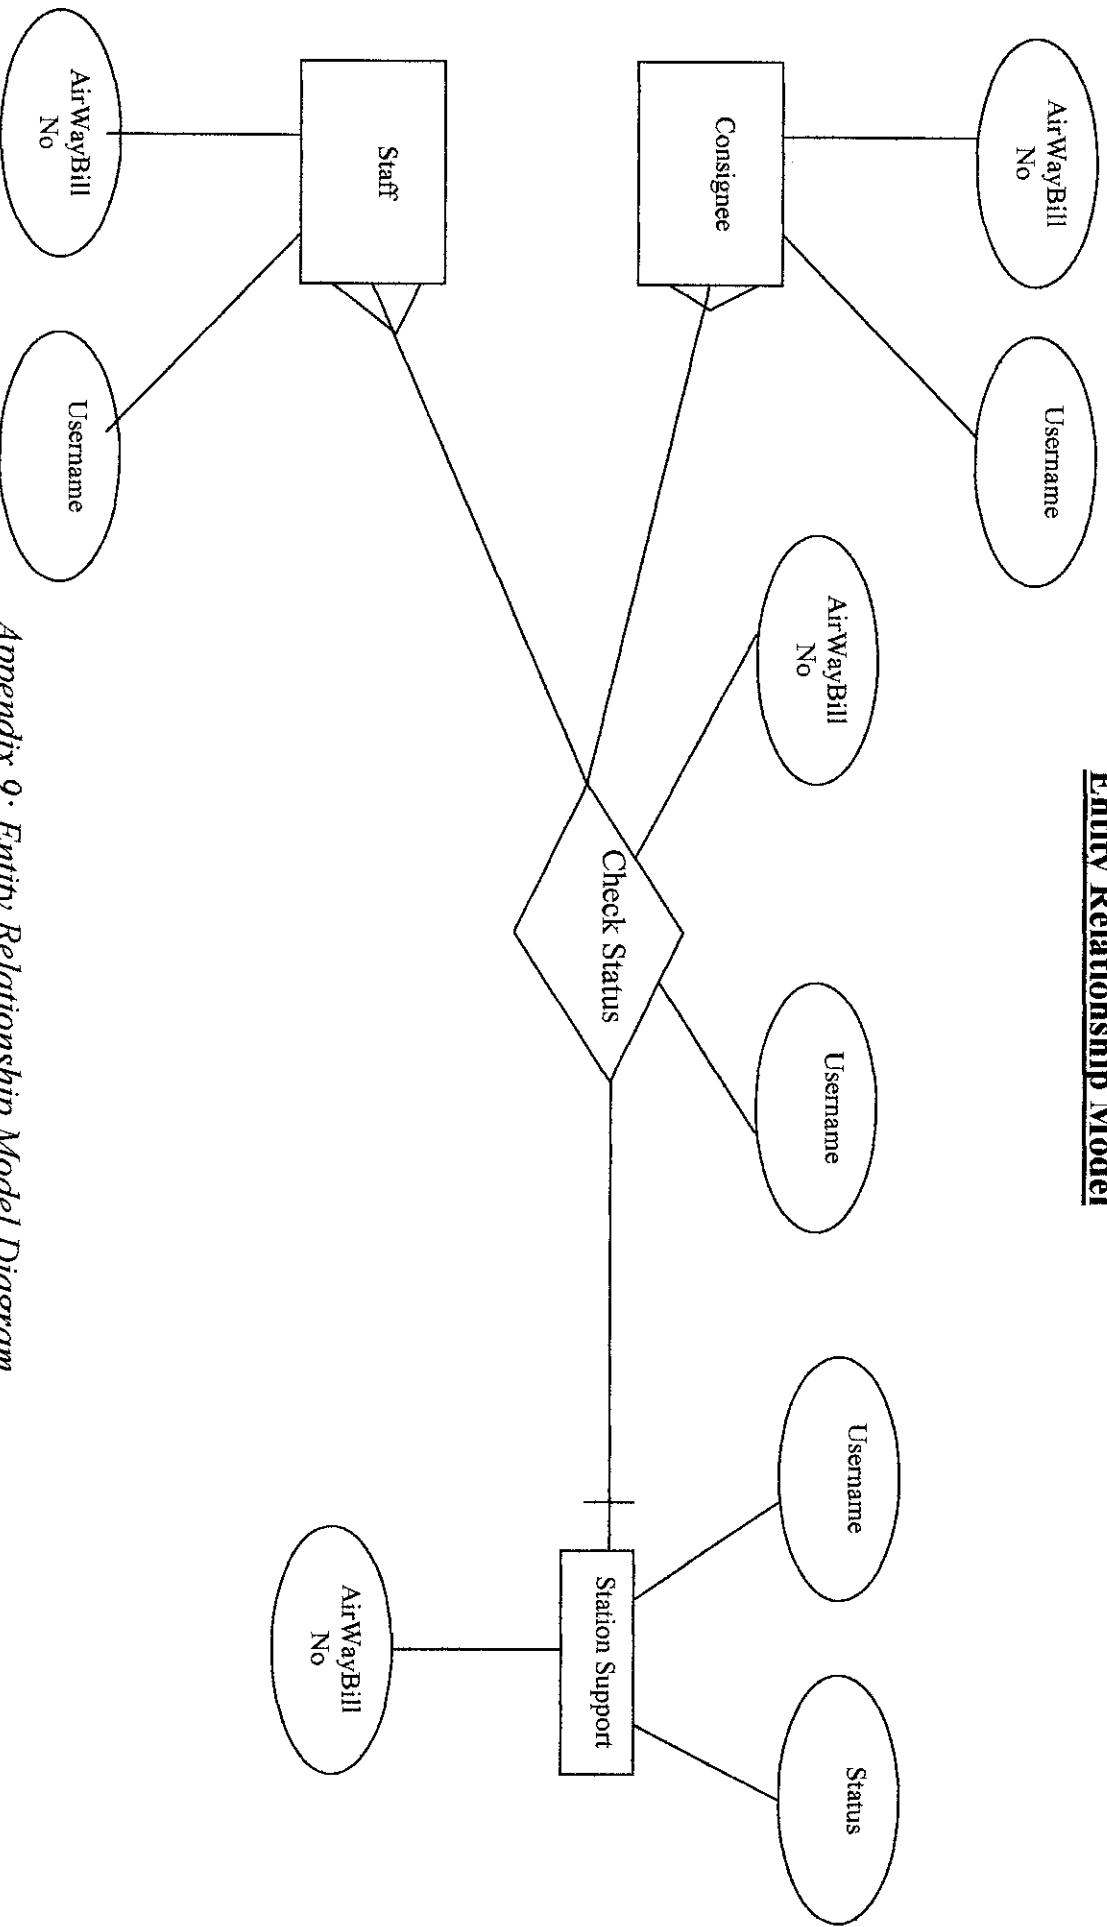 Entity Relationship Model
AirWayBill
No
Username
Consignee
AirWayBill
No
Username
Username
Status
Check Status
Station Support
Staff
AirWayBill
No
AirWayBill
No
Username
Appendix 9: Entity Relationship Model Diagram